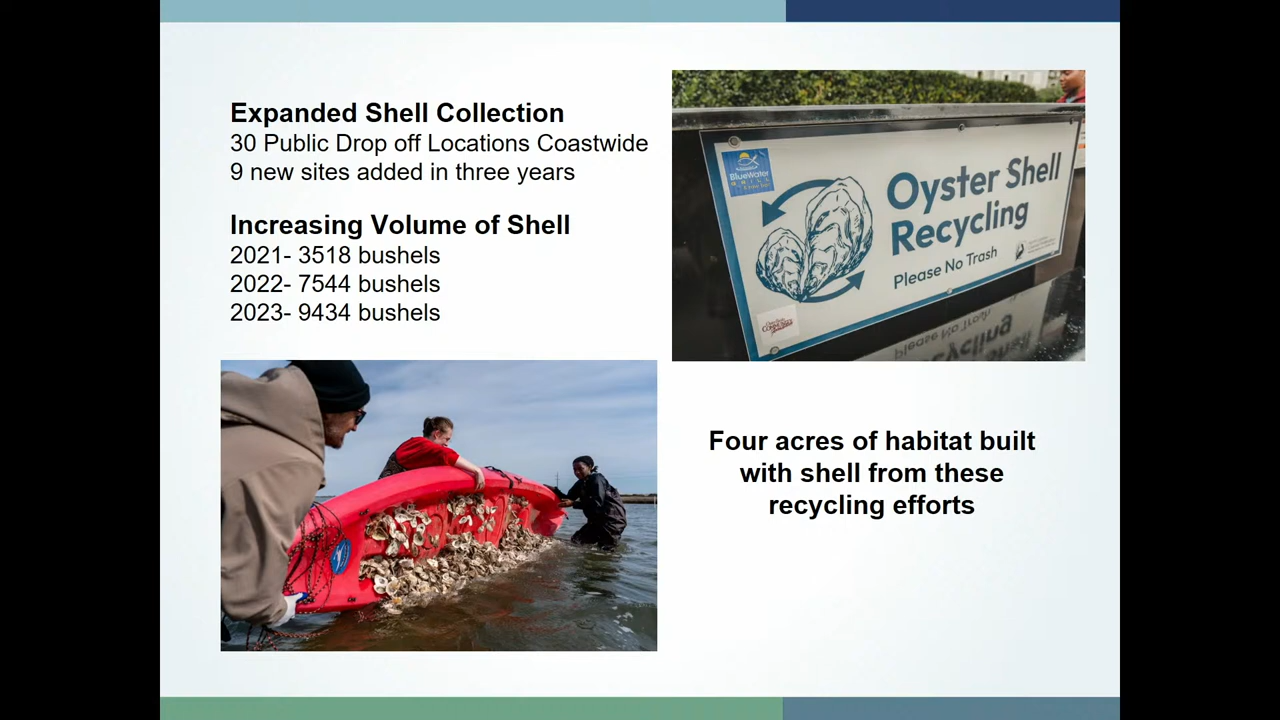 Expanded Shell Collection
30 Public Drop off Locations Coastwide
9 new sites added in three years
Increasing Volume of Shell
2021- 3518 bushels
2022- 7544 bushels
2023- 9434 bushels
BlueWater
GRILL
Oyster Shell
Recycling
Please No Trash
Four acres of habitat built
with shell from these
recycling efforts